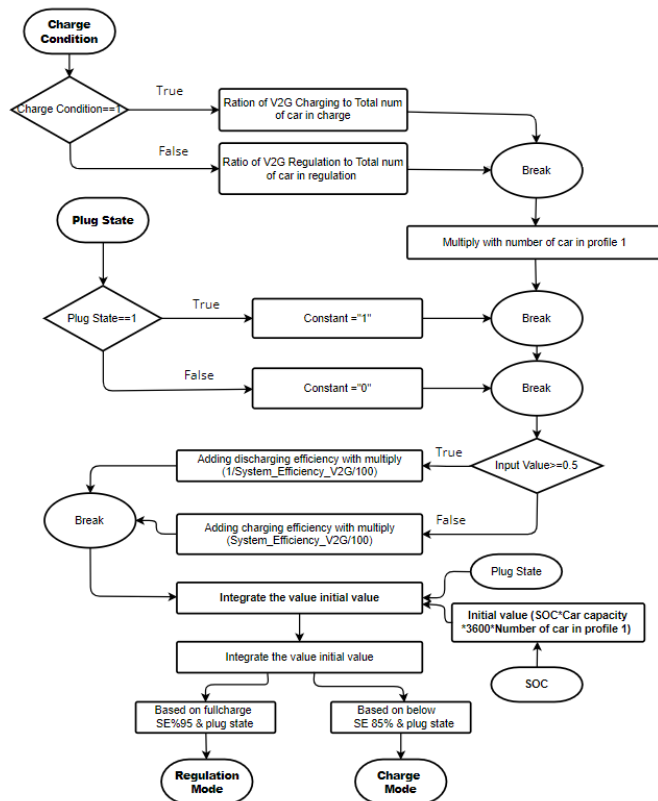 Charge
Condition
Charge Condition==1
True
Ration of V2G Charging to Total num
of car in charge
False
Ratio of V2G Regulation to Total num
of car in regulation
Break
Plug State
Multiply with number of car in profile 1
Plug State==1
True
Constant ="1"
Break
False
Constant ="0"
Break
Input Value>=0.5
True
Adding discharging efficiency with multiply
(1/System_Efficiency_V2G/100)
False
Adding charging efficiency with multiply
(System_Efficiency_V2G/100)
Break
Plug State
Integrate the value initial value
Initial value (SOC*Car capacity
*3600*Number of car in profile 1)
Integrate the value initial value
SOC
Based on fullcharge
SE%95 & plug state
Based on below
SE 85% & plug state
Regulation
Mode
Charge
Mode